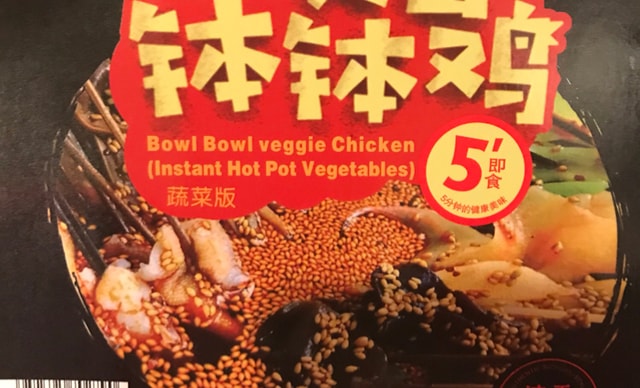 钵钵鸡
Bowl Bowl veggie Chicken
(Instant Hot Pot Vegetables)
蔬菜版
5'即食
5分钟的健康美味